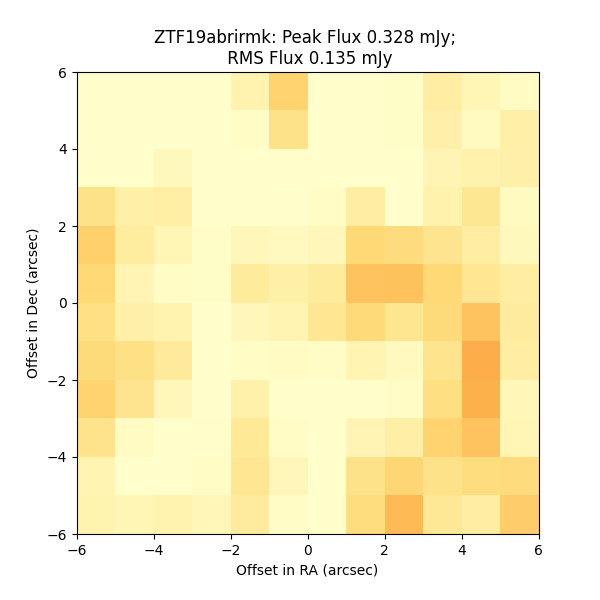 ZTF19abrirmk: Peak Flux 0.328 mJy;
RMS Flux 0.135 mJy
6
4
2
0
−2
−4
−6
Offset in Dec (arcsec)
−6 −4 −2 0 2 4 6
Offset in RA (arcsec)